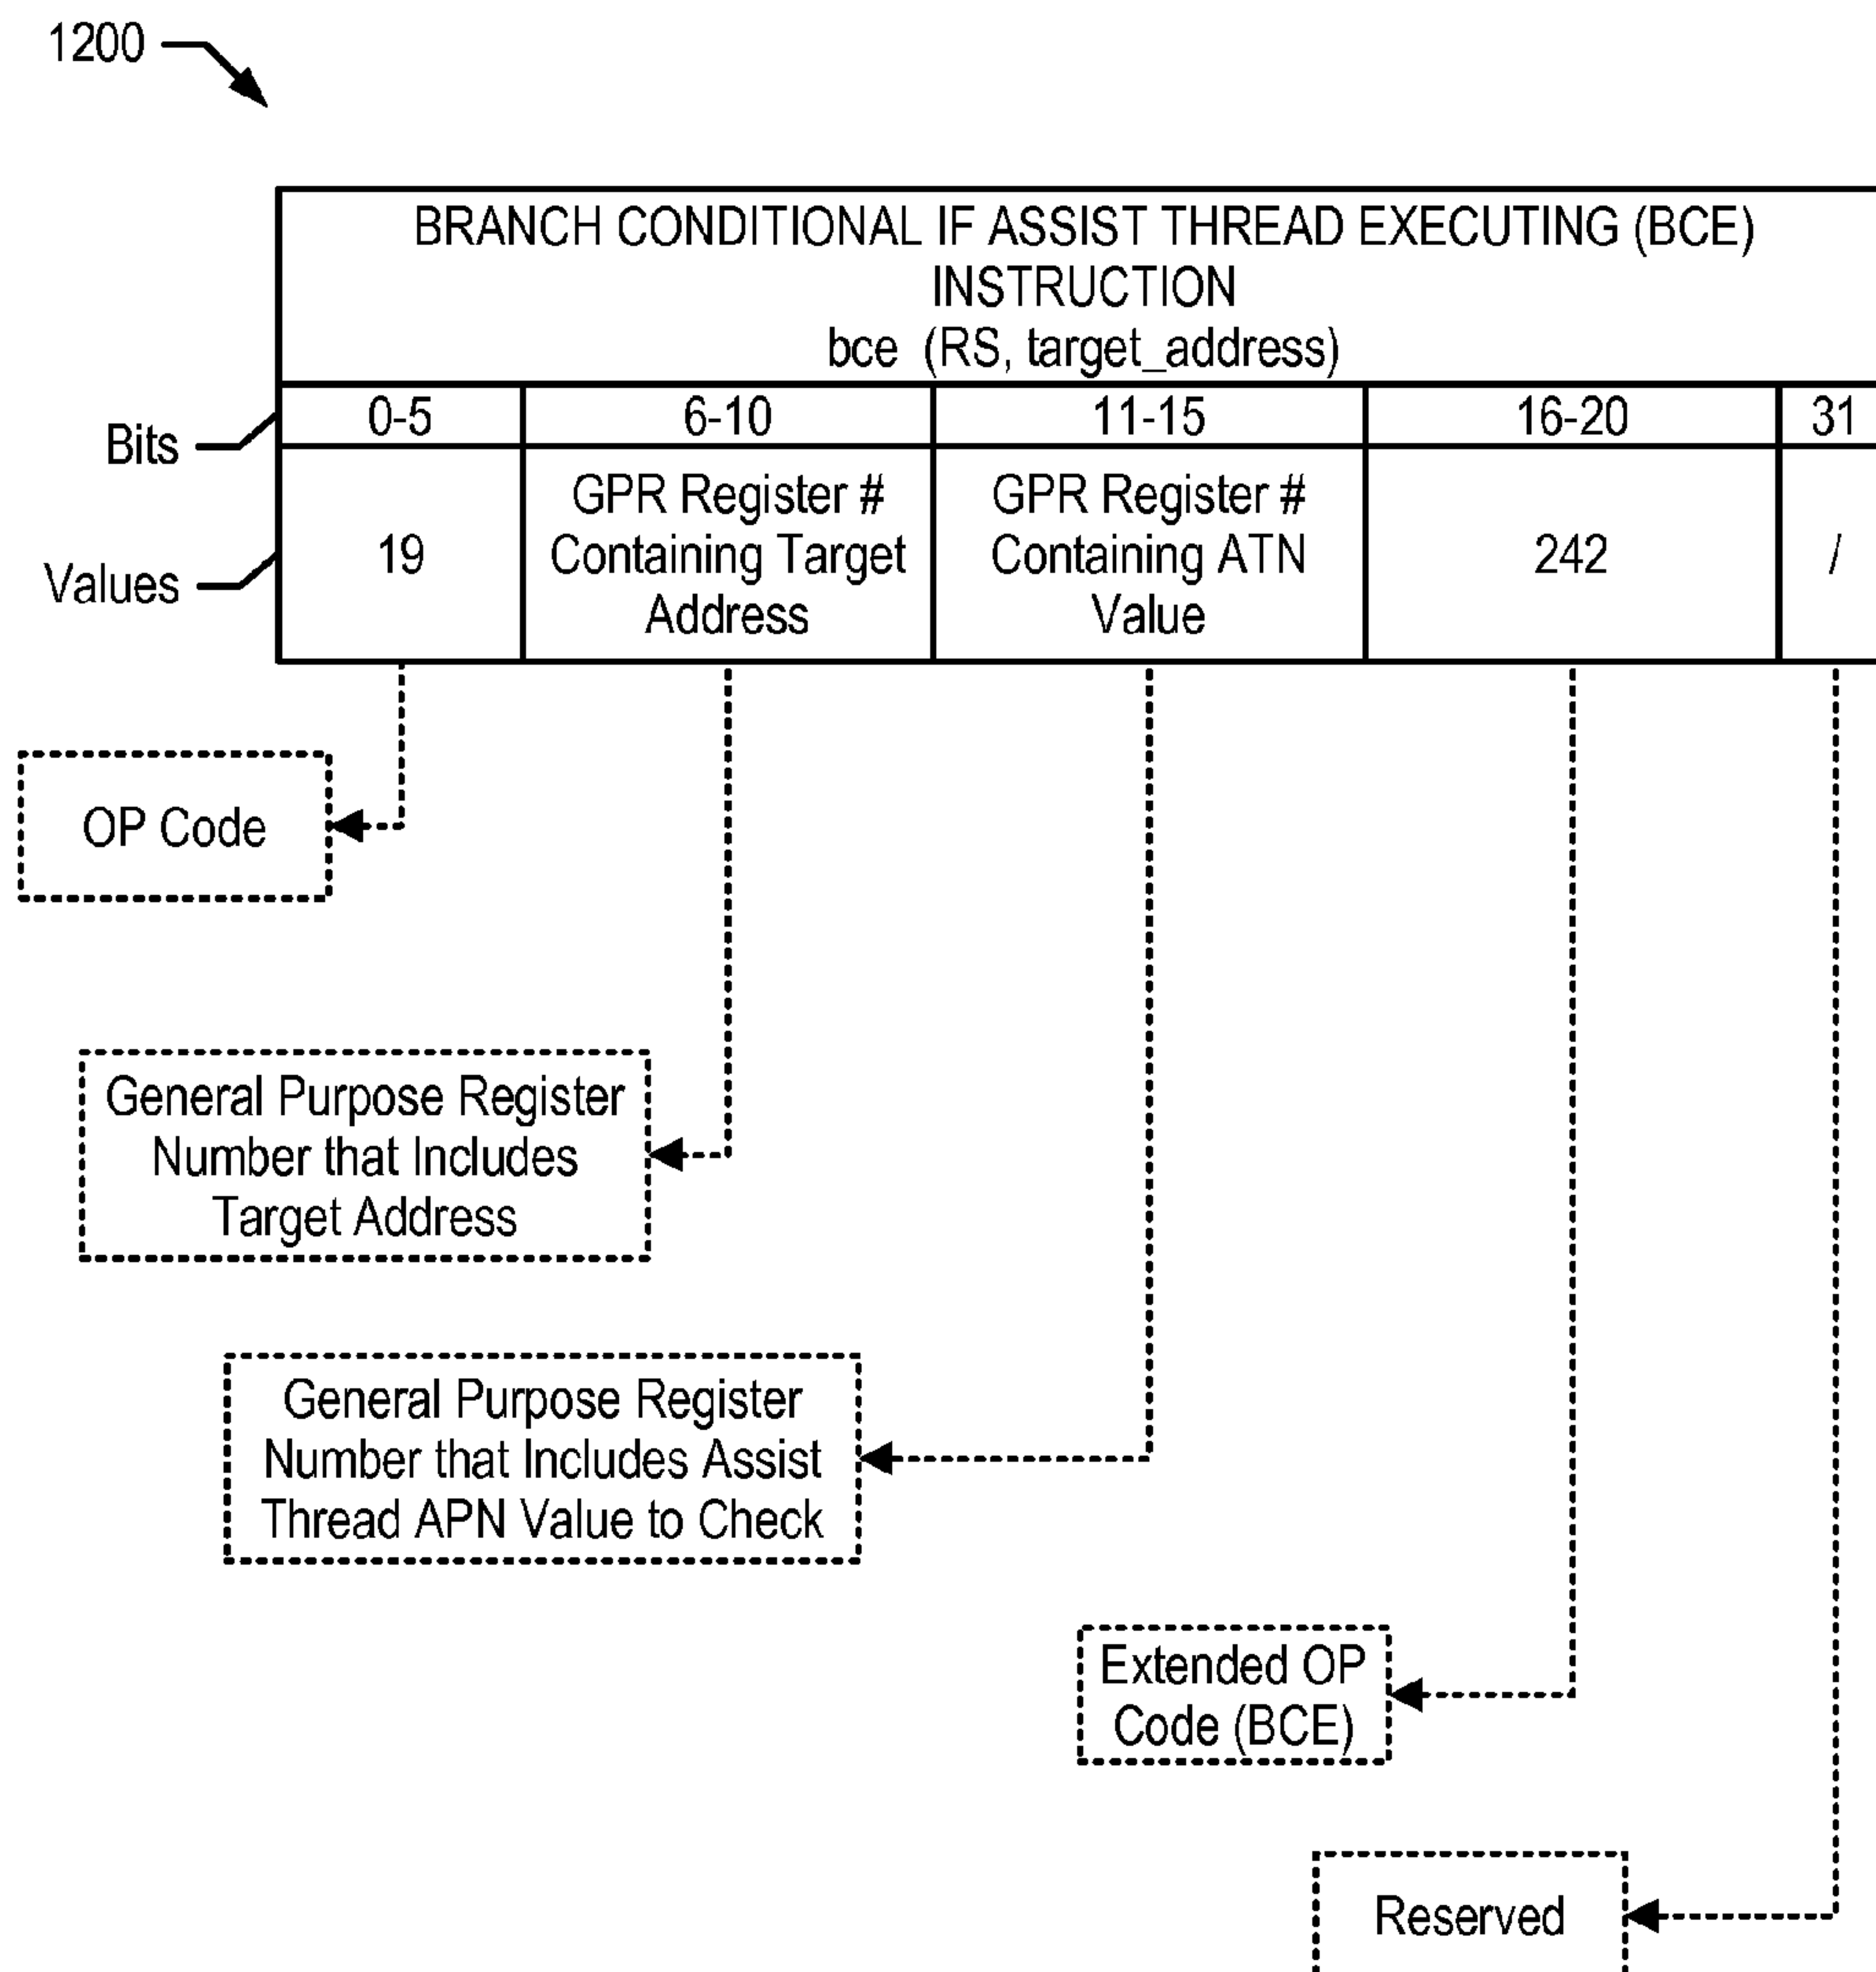 1200
BRANCH CONDITIONAL IF ASSIST THREAD EXECUTING (BCE)
INSTRUCTION
bce (RS, target_address)
Bits
0-5
6-10
11-15
16-20
31
Values
19
GPR Register #
Containing Target
Address
GPR Register #
Containing ATN
Value
242
/
OP Code
General Purpose Register
Number that Includes
Target Address
General Purpose Register
Number that Includes Assist
Thread APN Value to Check
Extended OP
Code (BCE)
Reserved